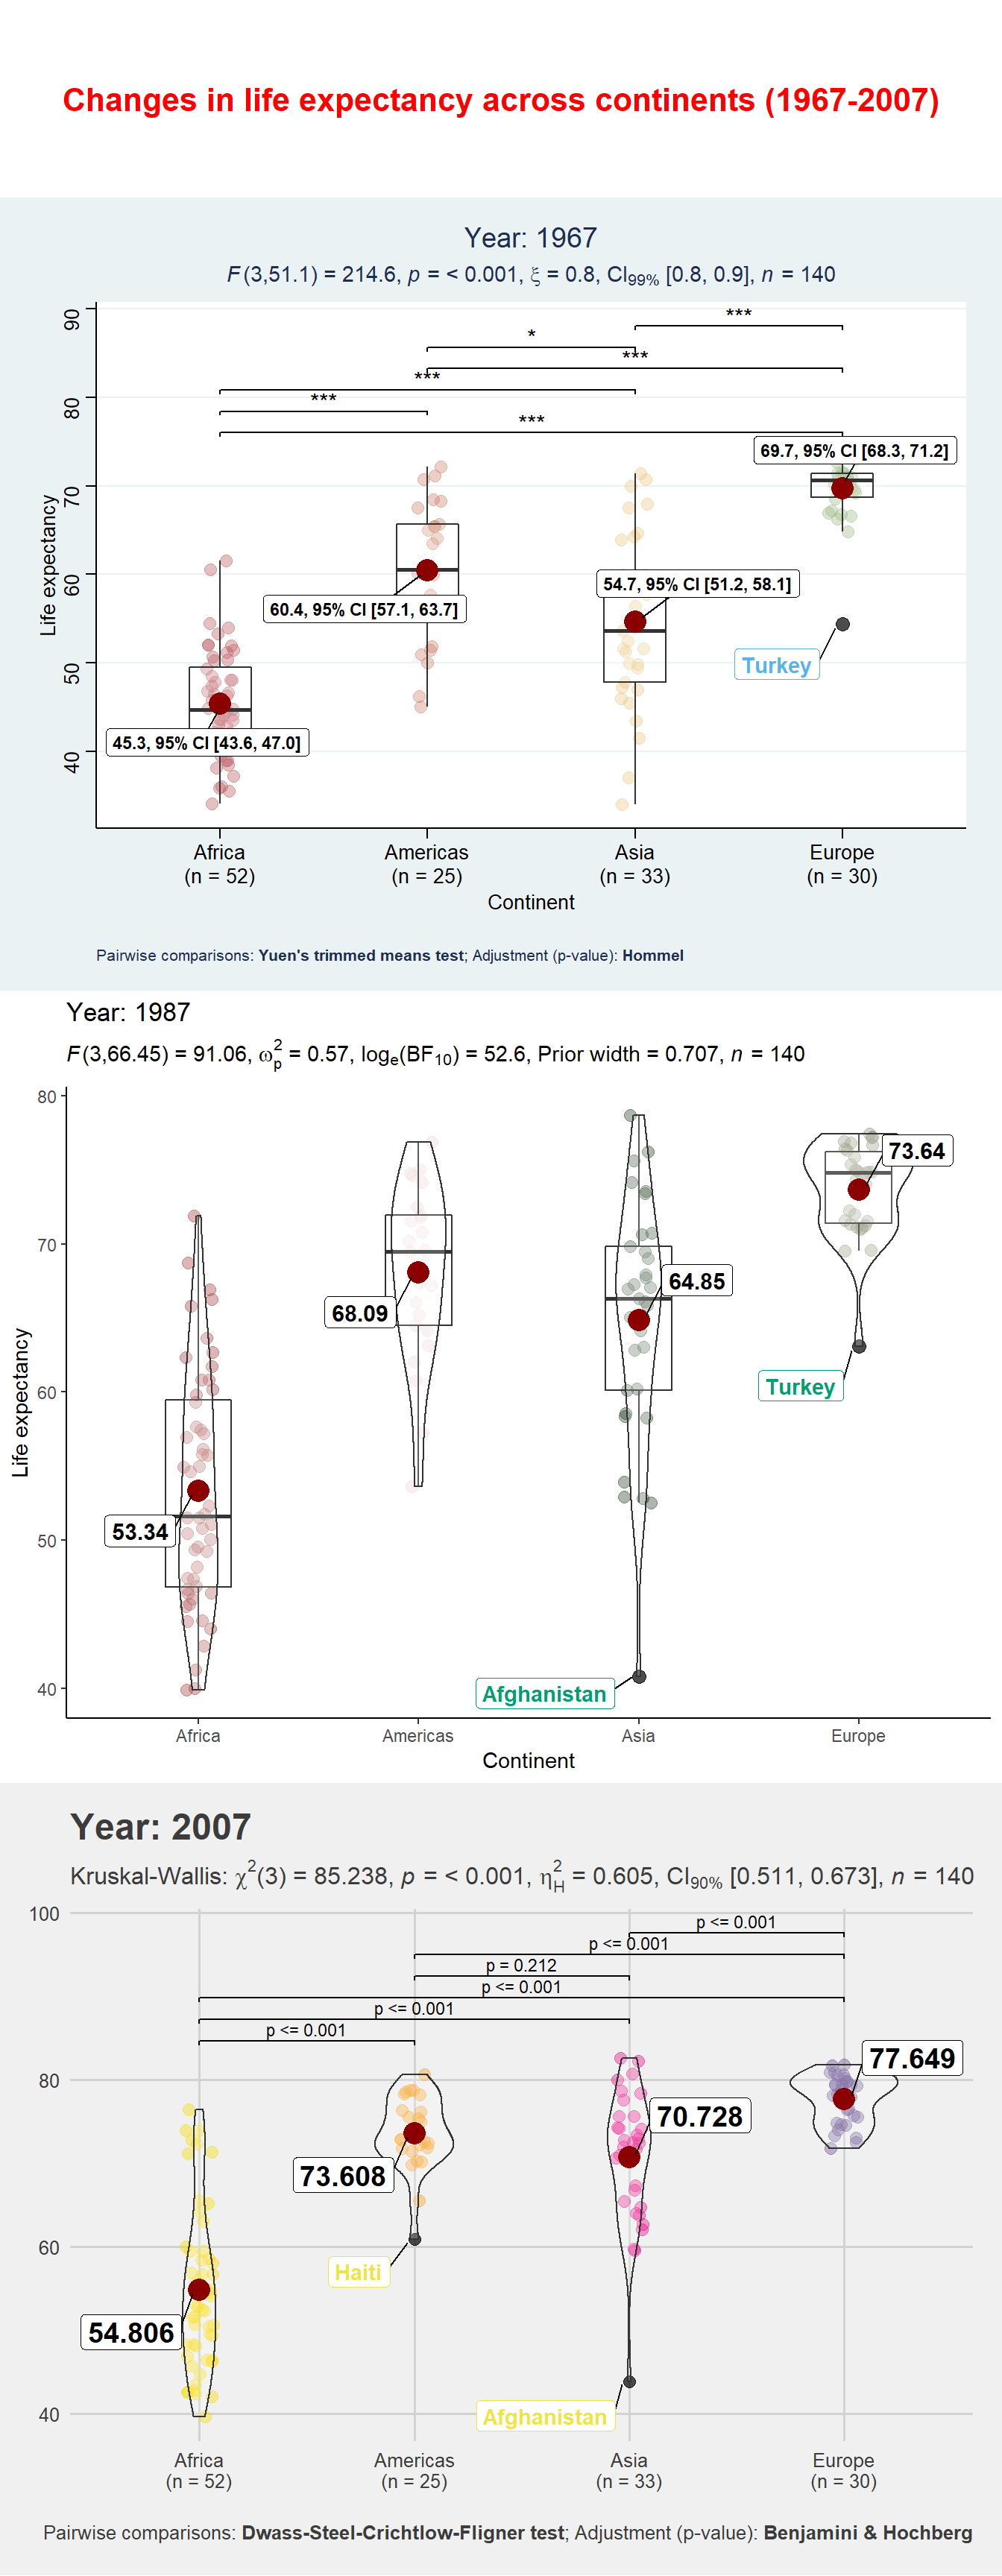 Changes in life expectancy across continents (1967-2007)
Year: 1967
F(3,51.1) = 214.6, p = < 0.001, ξ = 0.8, CI99% [0.8, 0.9], n = 140
Life expectancy
90
80
70
60
50
40
***
*
***
***
***
***
69.7, 95% CI [68.3, 71.2]
54.7, 95% CI [51.2, 58.1]
60.4, 95% CI [57.1, 63.7]
Turkey
45.3, 95% CI [43.6, 47.0]
Africa
(n = 52)
Americas
(n = 25)
Asia
(n = 33)
Europe
(n = 30)
Continent
Pairwise comparisons: Yuen's trimmed means test; Adjustment (p-value): Hommel
Year: 1987
F(3,66.45) = 91.06, ω²p = 0.57, loge(BF10) = 52.6, Prior width = 0.707, n = 140
Life expectancy
80
70
60
50
40
73.64
64.85
68.09
Turkey
53.34
Afghanistan
Africa
Americas
Asia
Europe
Continent
Year: 2007
Kruskal-Wallis: χ²(3) = 85.238, p = < 0.001, η²H = 0.605, CI90% [0.511, 0.673], n = 140
100
80
60
40
p <= 0.001
p <= 0.001
p = 0.212
p <= 0.001
p <= 0.001
p <= 0.001
77.649
70.728
73.608
Haiti
54.806
Afghanistan
Africa
(n = 52)
Americas
(n = 25)
Asia
(n = 33)
Europe
(n = 30)
Pairwise comparisons: Dwass-Steel-Crichtlow-Fligner test; Adjustment (p-value): Benjamini & Hochberg